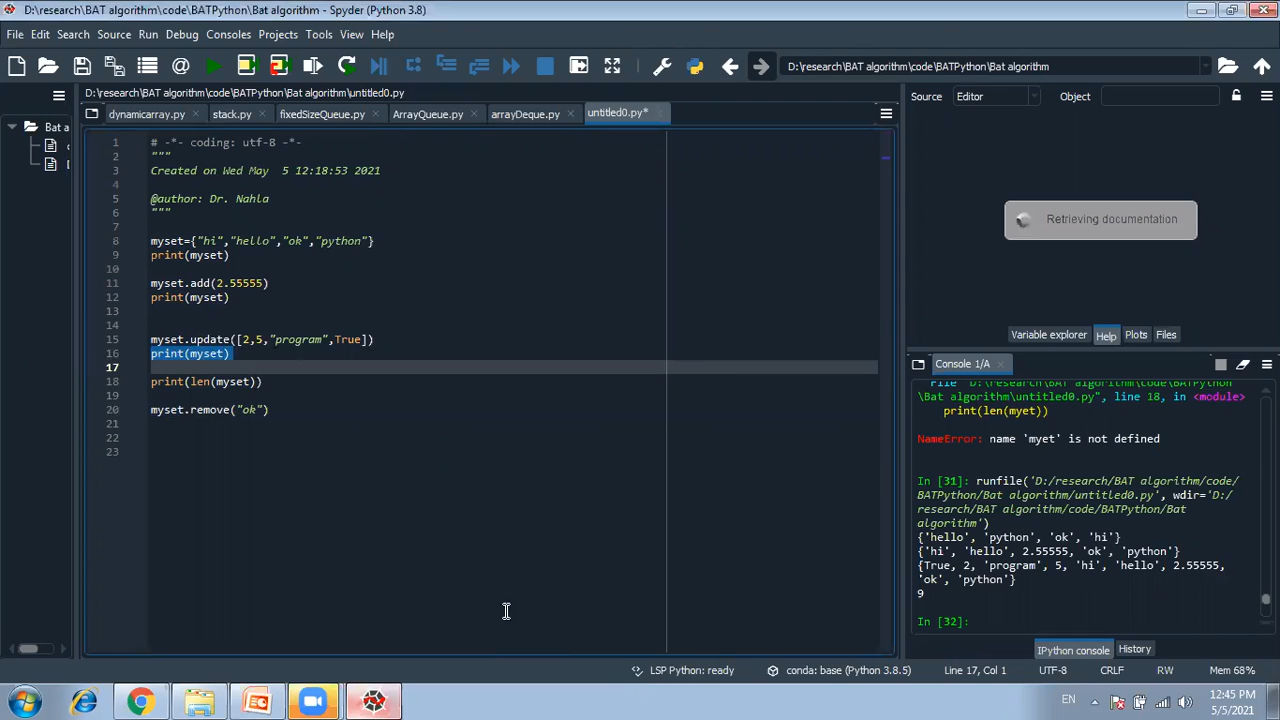 D:\research\BAT algorithm\code\BATPython\Bat algorithm - Spyder (Python 3.8)
File Edit Search Source Run Debug Consoles Projects Tools View Help
D:\research\BAT algorithm\code\BATPython\Bat algorithm
D:\research\BAT algorithm\code\BATPython\Bat algorithm\untitled0.py
Source Editor Object
Bat a
dynamicarray.py stack.py fixedSizeQueue.py ArrayQueue.py arrayDeque.py untitled0.py*
1 # -*- coding: utf-8 -*-
2 """
3 Created on Wed May  5 12:18:53 2021
4
5 @author: Dr. Nahla
6 """
7
8 myset={"hi","hello","ok","python"}
9 print(myset)
10
11 myset.add(2.55555)
12 print(myset)
13
14
15 myset.update([2,5,"program",True])
16 print(myset)
17
18 print(len(myset))
19
20 myset.remove("ok")
21
22
23
Retrieving documentation
Variable explorer Help Plots Files
Console 1/A
File "D:\research\BAT algorithm\code\BATPython
\Bat algorithm\untitled0.py", line 18, in <module>
print(len(myet))
NameError: name 'myet' is not defined
In [31]: runfile('D:/research/BAT algorithm/code/
BATPython/Bat algorithm/untitled0.py', wdir='D:/
research/BAT algorithm/code/BATPython/Bat
algorithm')
{'hello', 'python', 'ok', 'hi'}
{'hi', 'hello', 2.55555, 'ok', 'python'}
{True, 2, 'program', 5, 'hi', 'hello', 2.55555,
'ok', 'python'}
9
In [32]:
IPython console History
LSP Python: ready conda: base (Python 3.8.5) Line 17, Col 1 UTF-8 CRLF RW Mem 68%
EN
12:45 PM
5/5/2021